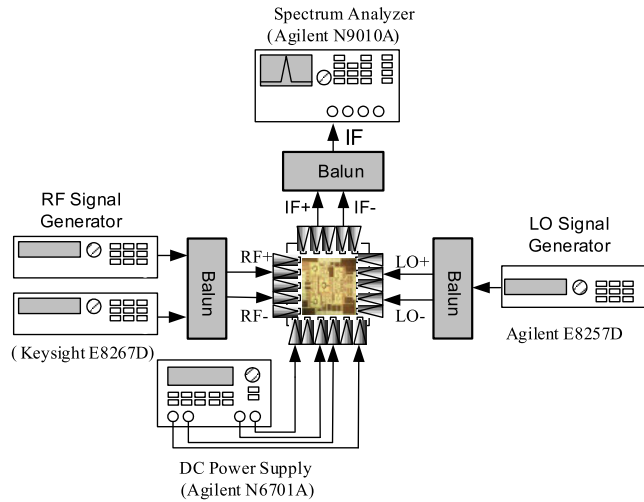 Spectrum Analyzer
(Agilent N9010A)
IF
Balun
IF+ IF-
RF Signal
Generator
LO Signal
Generator
RF+
LO+
Balun
Balun
RF-
LO-
(Keysight E8267D)
Agilent E8257D
DC Power Supply
(Agilent N6701A)